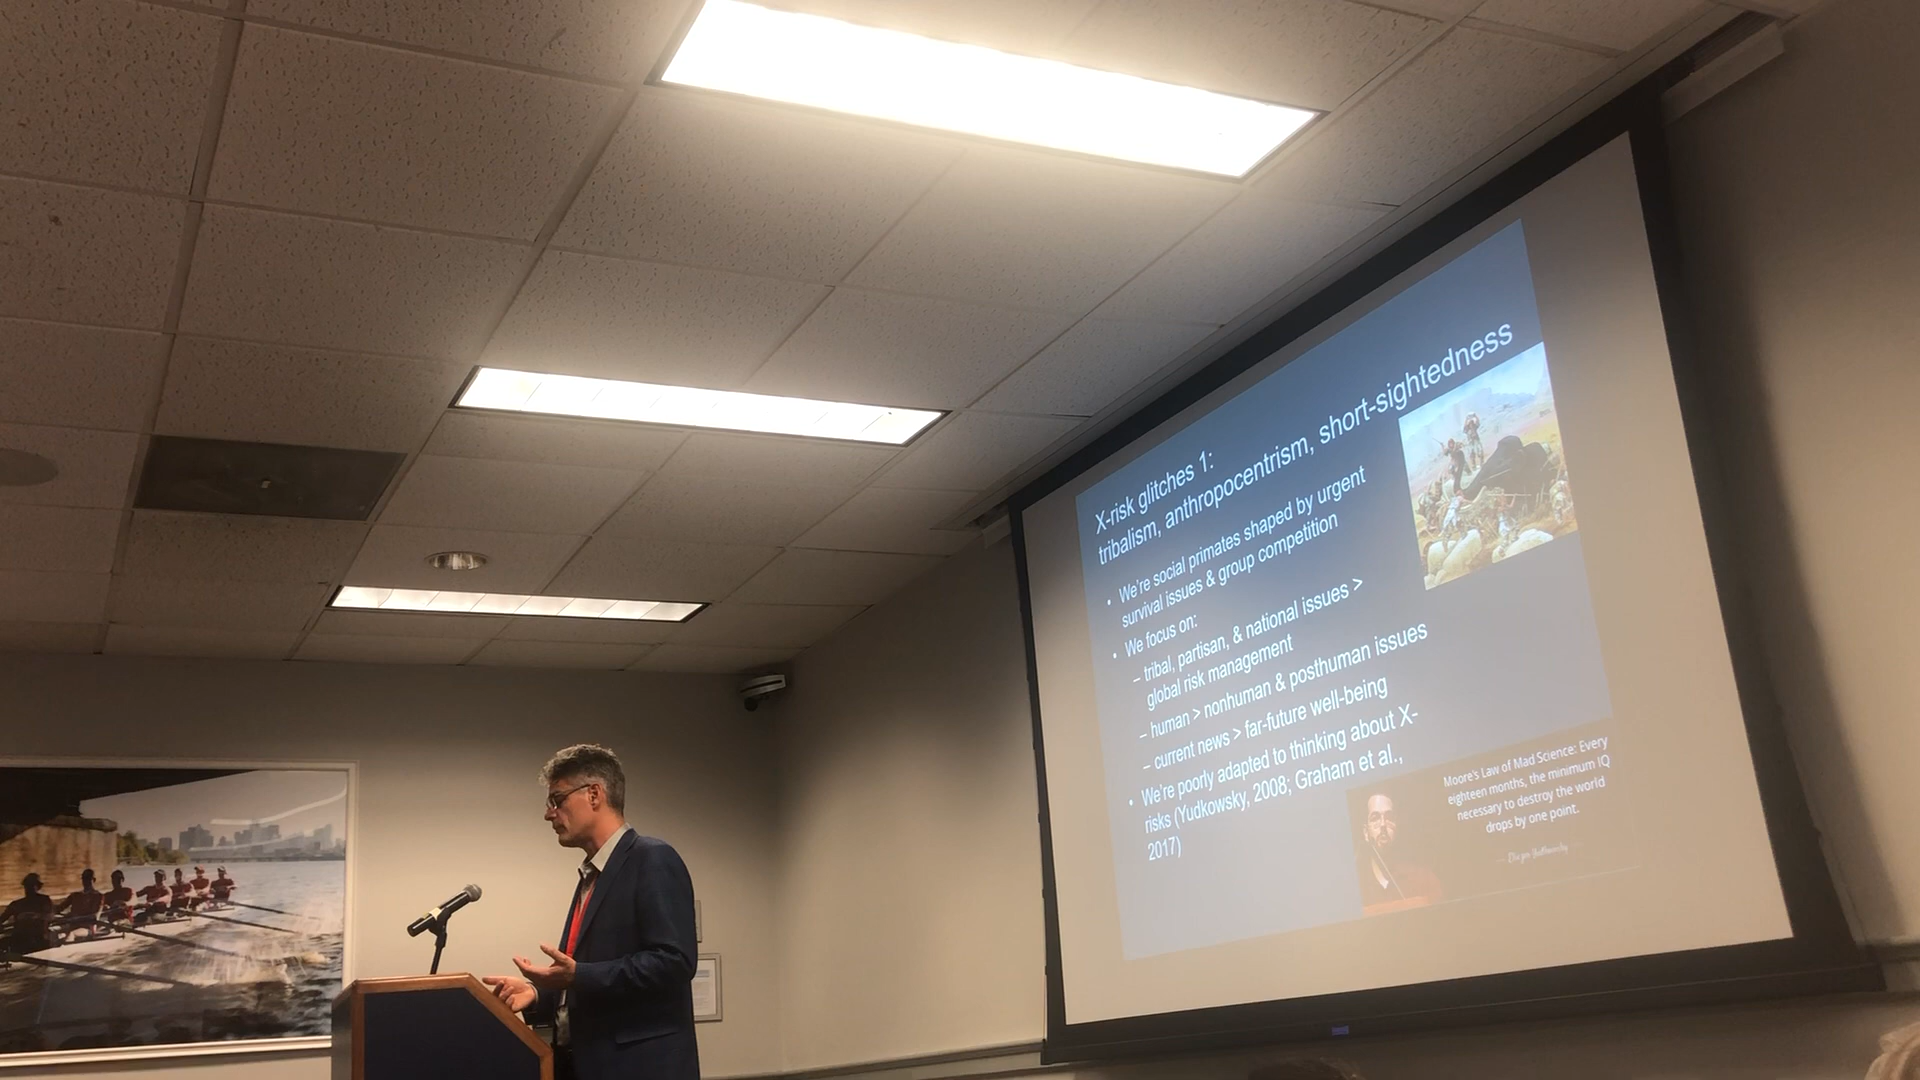 X-risk glitches 1:
tribalism, anthropocentrism, short-sightedness
• We're social primates shaped by urgent
survival issues & group competition
• We focus on:
– tribal, partisan, & national issues >
global risk management
– human > nonhuman & posthuman issues
– current news > far-future well-being
• We're poorly adapted to thinking about X-
risks (Yudkowsky, 2008; Graham et al.,
2017)
Moore's Law of Mad Science: Every
eighteen months, the minimum IQ
necessary to destroy the world
drops by one point.